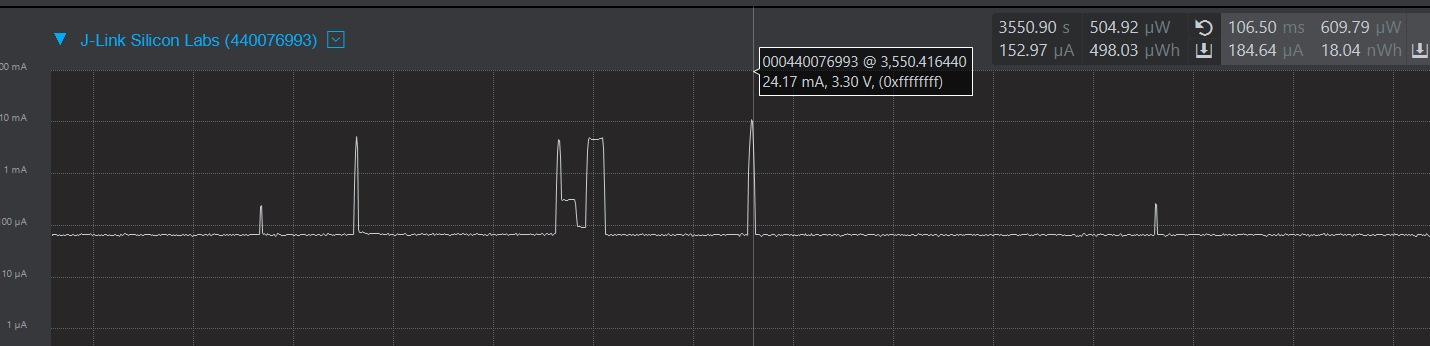 J-Link Silicon Labs (440076993)
3550.90 s 504.92 µW
152.97 µA 498.03 µWh
106.50 ms 609.79 µW
184.64 µA 18.04 nWh
000440076993 @ 3,550.416440
24.17 mA, 3.30 V, (0xffffffff)
00 mA
10 mA
1 mA
00 µA
10 µA
1 µA